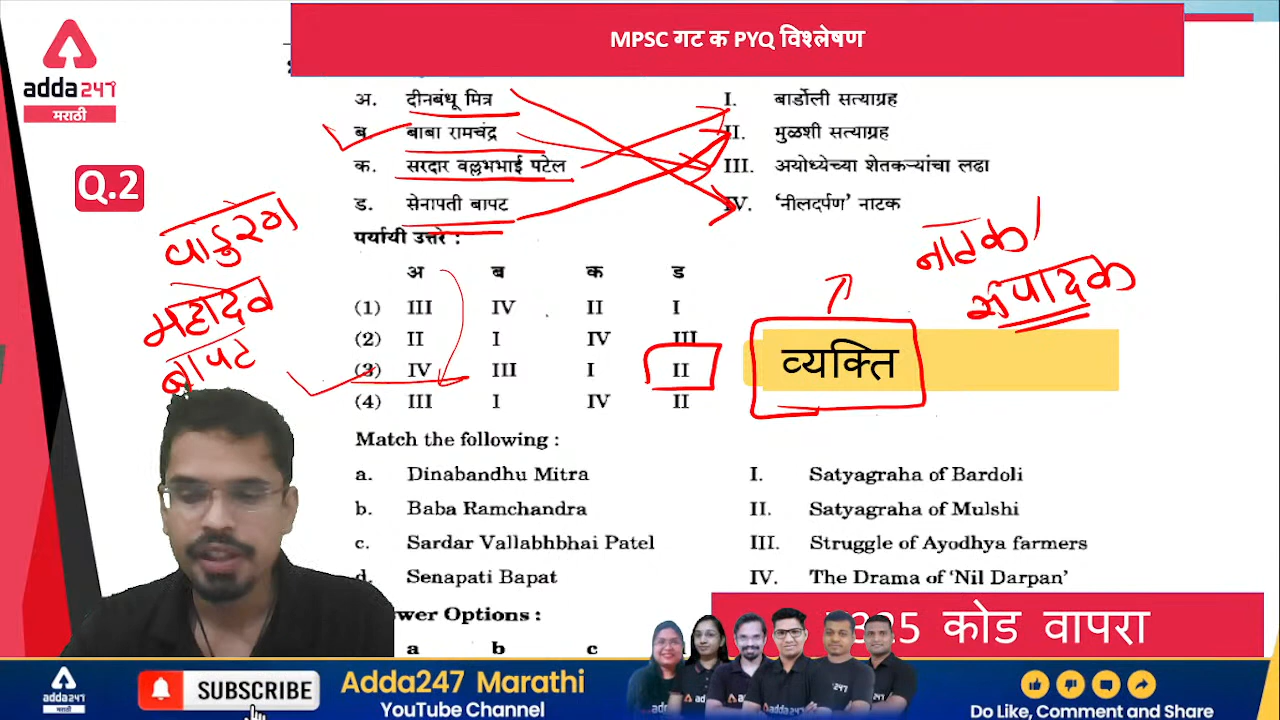 MPSC गट क PYQ विश्लेषण
adda247
मराठी
अ. दीनबंधू मित्र I. बार्डोली सत्याग्रह
ब. बाबा रामचंद्र II. मुळशी सत्याग्रह
क. सरदार वल्लभभाई पटेल III. अयोध्येच्या शेतकऱ्यांचा लढा
ड. सेनापती बापट IV. 'नीलदर्पण' नाटक
Q.2
पर्यायी उत्तरे :
अ ब क ड
(1) III IV II I
(2) II I IV III
(3) IV III I II
(4) III I IV II
महादेव
बापट
नाटक
संपादक
व्यक्ति
Match the following :
a. Dinabandhu Mitra I. Satyagraha of Bardoli
b. Baba Ramchandra II. Satyagraha of Mulshi
c. Sardar Vallabhbhai Patel III. Struggle of Ayodhya farmers
d. Senapati Bapat IV. The Drama of 'Nil Darpan'
wer Options :
a b c
कोड वापरा
adda247
मराठी
SUBSCRIBE
Adda247 Marathi
YouTube Channel
Do Like, Comment and Share